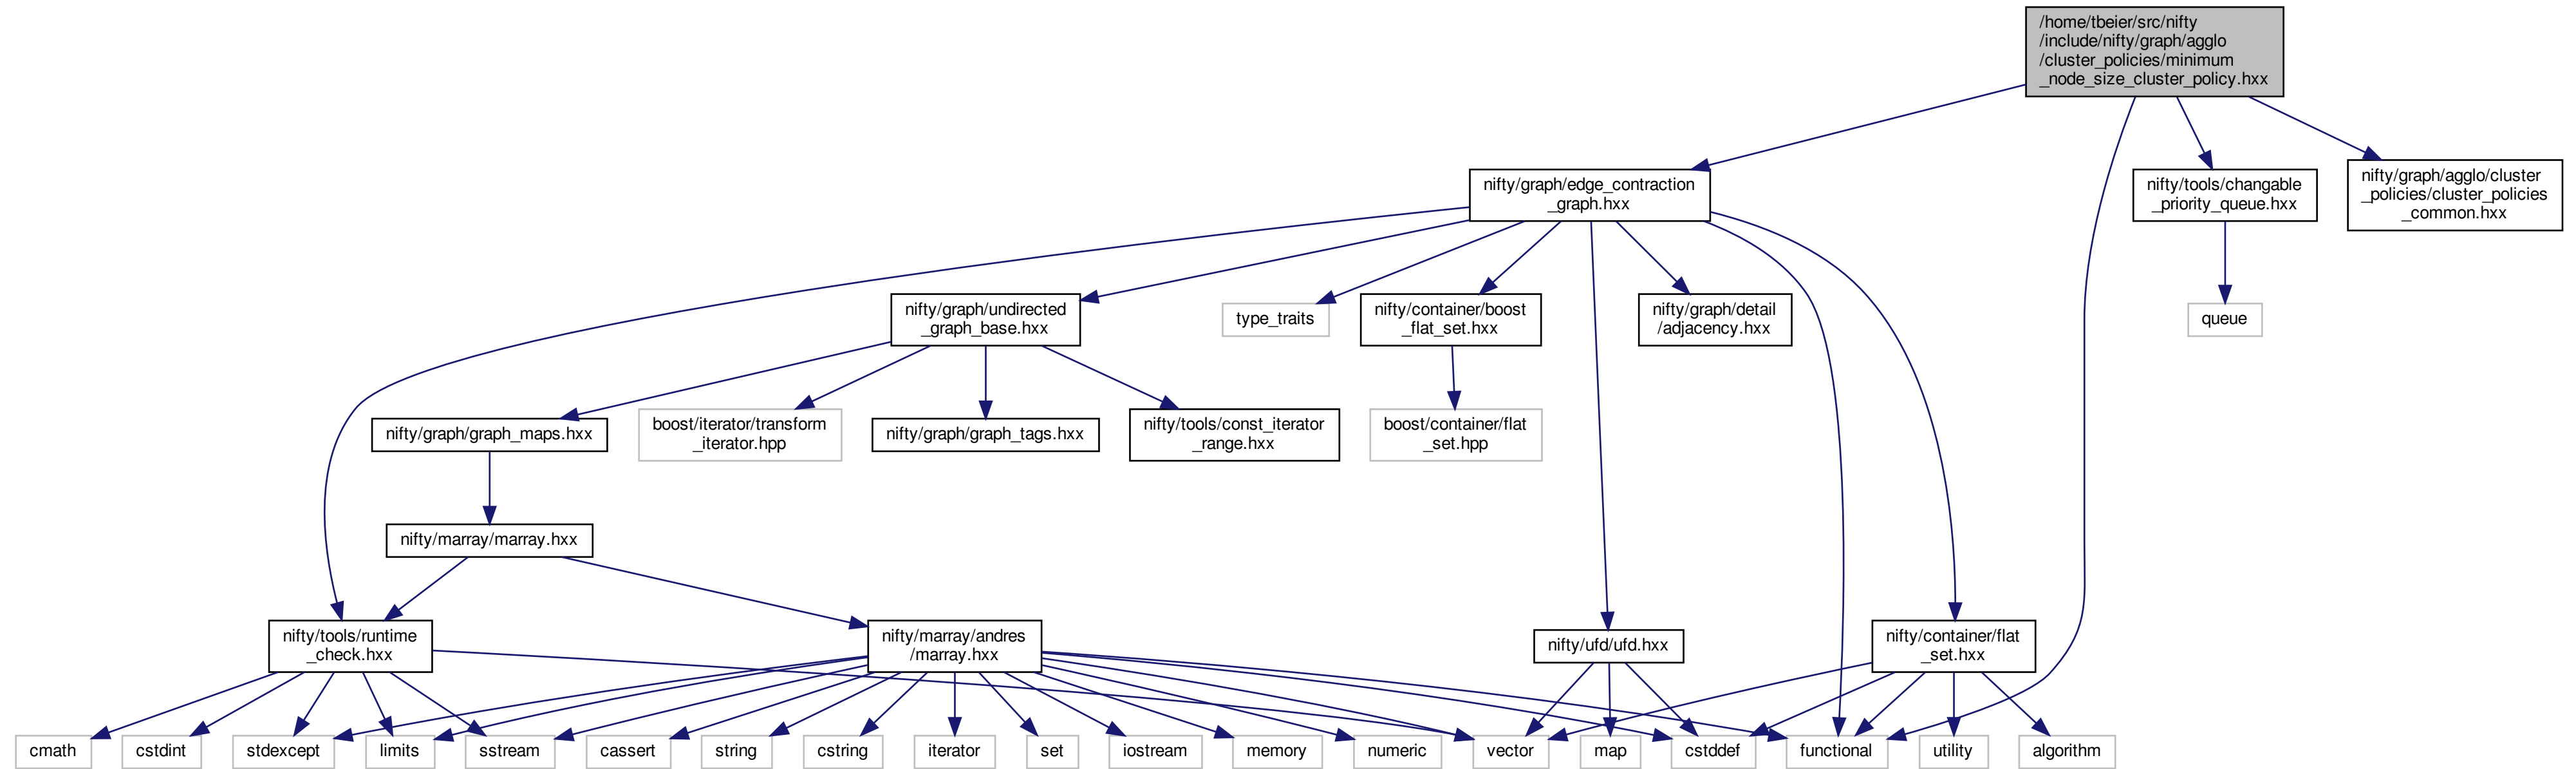 /home/tbeier/src/nifty
/include/nifty/graph/agglo
/cluster_policies/minimum
_node_size_cluster_policy.hxx
nifty/graph/edge_contraction
_graph.hxx
nifty/tools/changable
_priority_queue.hxx
nifty/graph/agglo/cluster
_policies/cluster_policies
_common.hxx
nifty/graph/undirected
_graph_base.hxx
type_traits
nifty/container/boost
_flat_set.hxx
nifty/graph/detail
/adjacency.hxx
queue
nifty/graph/graph_maps.hxx
boost/iterator/transform
_iterator.hpp
nifty/graph/graph_tags.hxx
nifty/tools/const_iterator
_range.hxx
boost/container/flat
_set.hpp
nifty/marray/marray.hxx
nifty/tools/runtime
_check.hxx
nifty/marray/andres
/marray.hxx
nifty/ufd/ufd.hxx
nifty/container/flat
_set.hxx
cmath
cstdint
stdexcept
limits
sstream
cassert
string
cstring
iterator
set
iostream
memory
numeric
vector
map
cstddef
functional
utility
algorithm